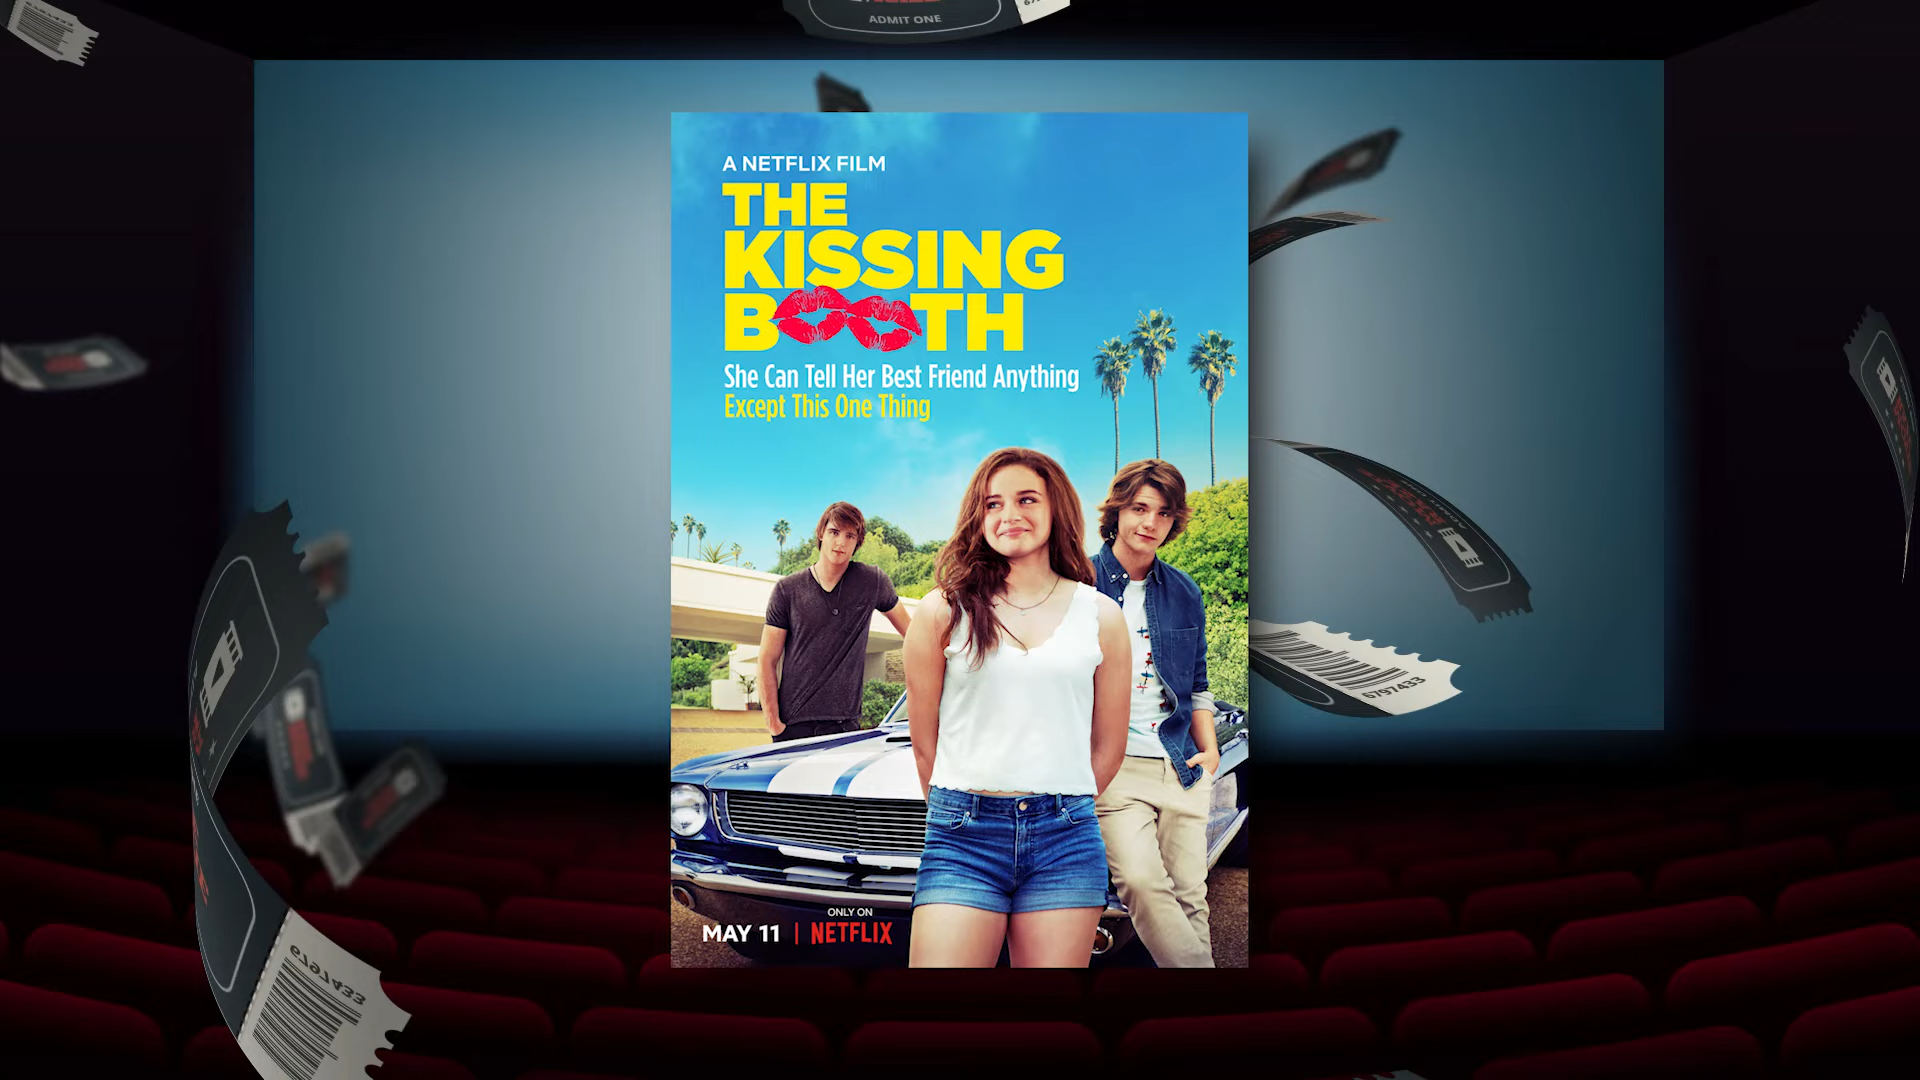 ADMIT ONE
A NETFLIX FILM
THE
KISSING
BOOTH
She Can Tell Her Best Friend Anything
Except This One Thing
6797433
6797433
ONLY ON
MAY 11 | NETFLIX